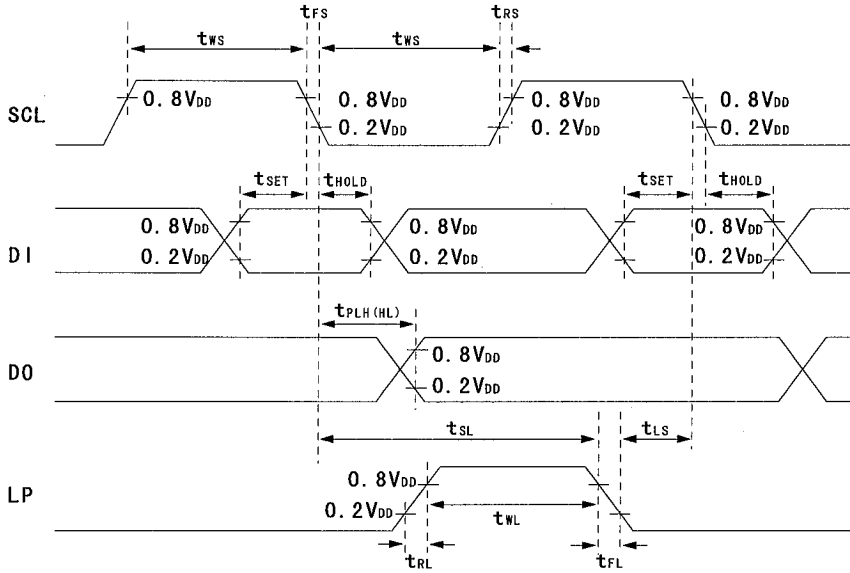 tFS tRS
tWS tWS
SCL 0.8VDD 0.8VDD 0.8VDD 0.8VDD
0.2VDD 0.2VDD 0.2VDD
tSET tHOLD tSET tHOLD
0.8VDD 0.8VDD 0.8VDD
DI 0.2VDD 0.2VDD 0.2VDD
tPLH(HL)
DO 0.8VDD
0.2VDD
tSL tLS
LP 0.8VDD
0.2VDD tWL
tRL tFL